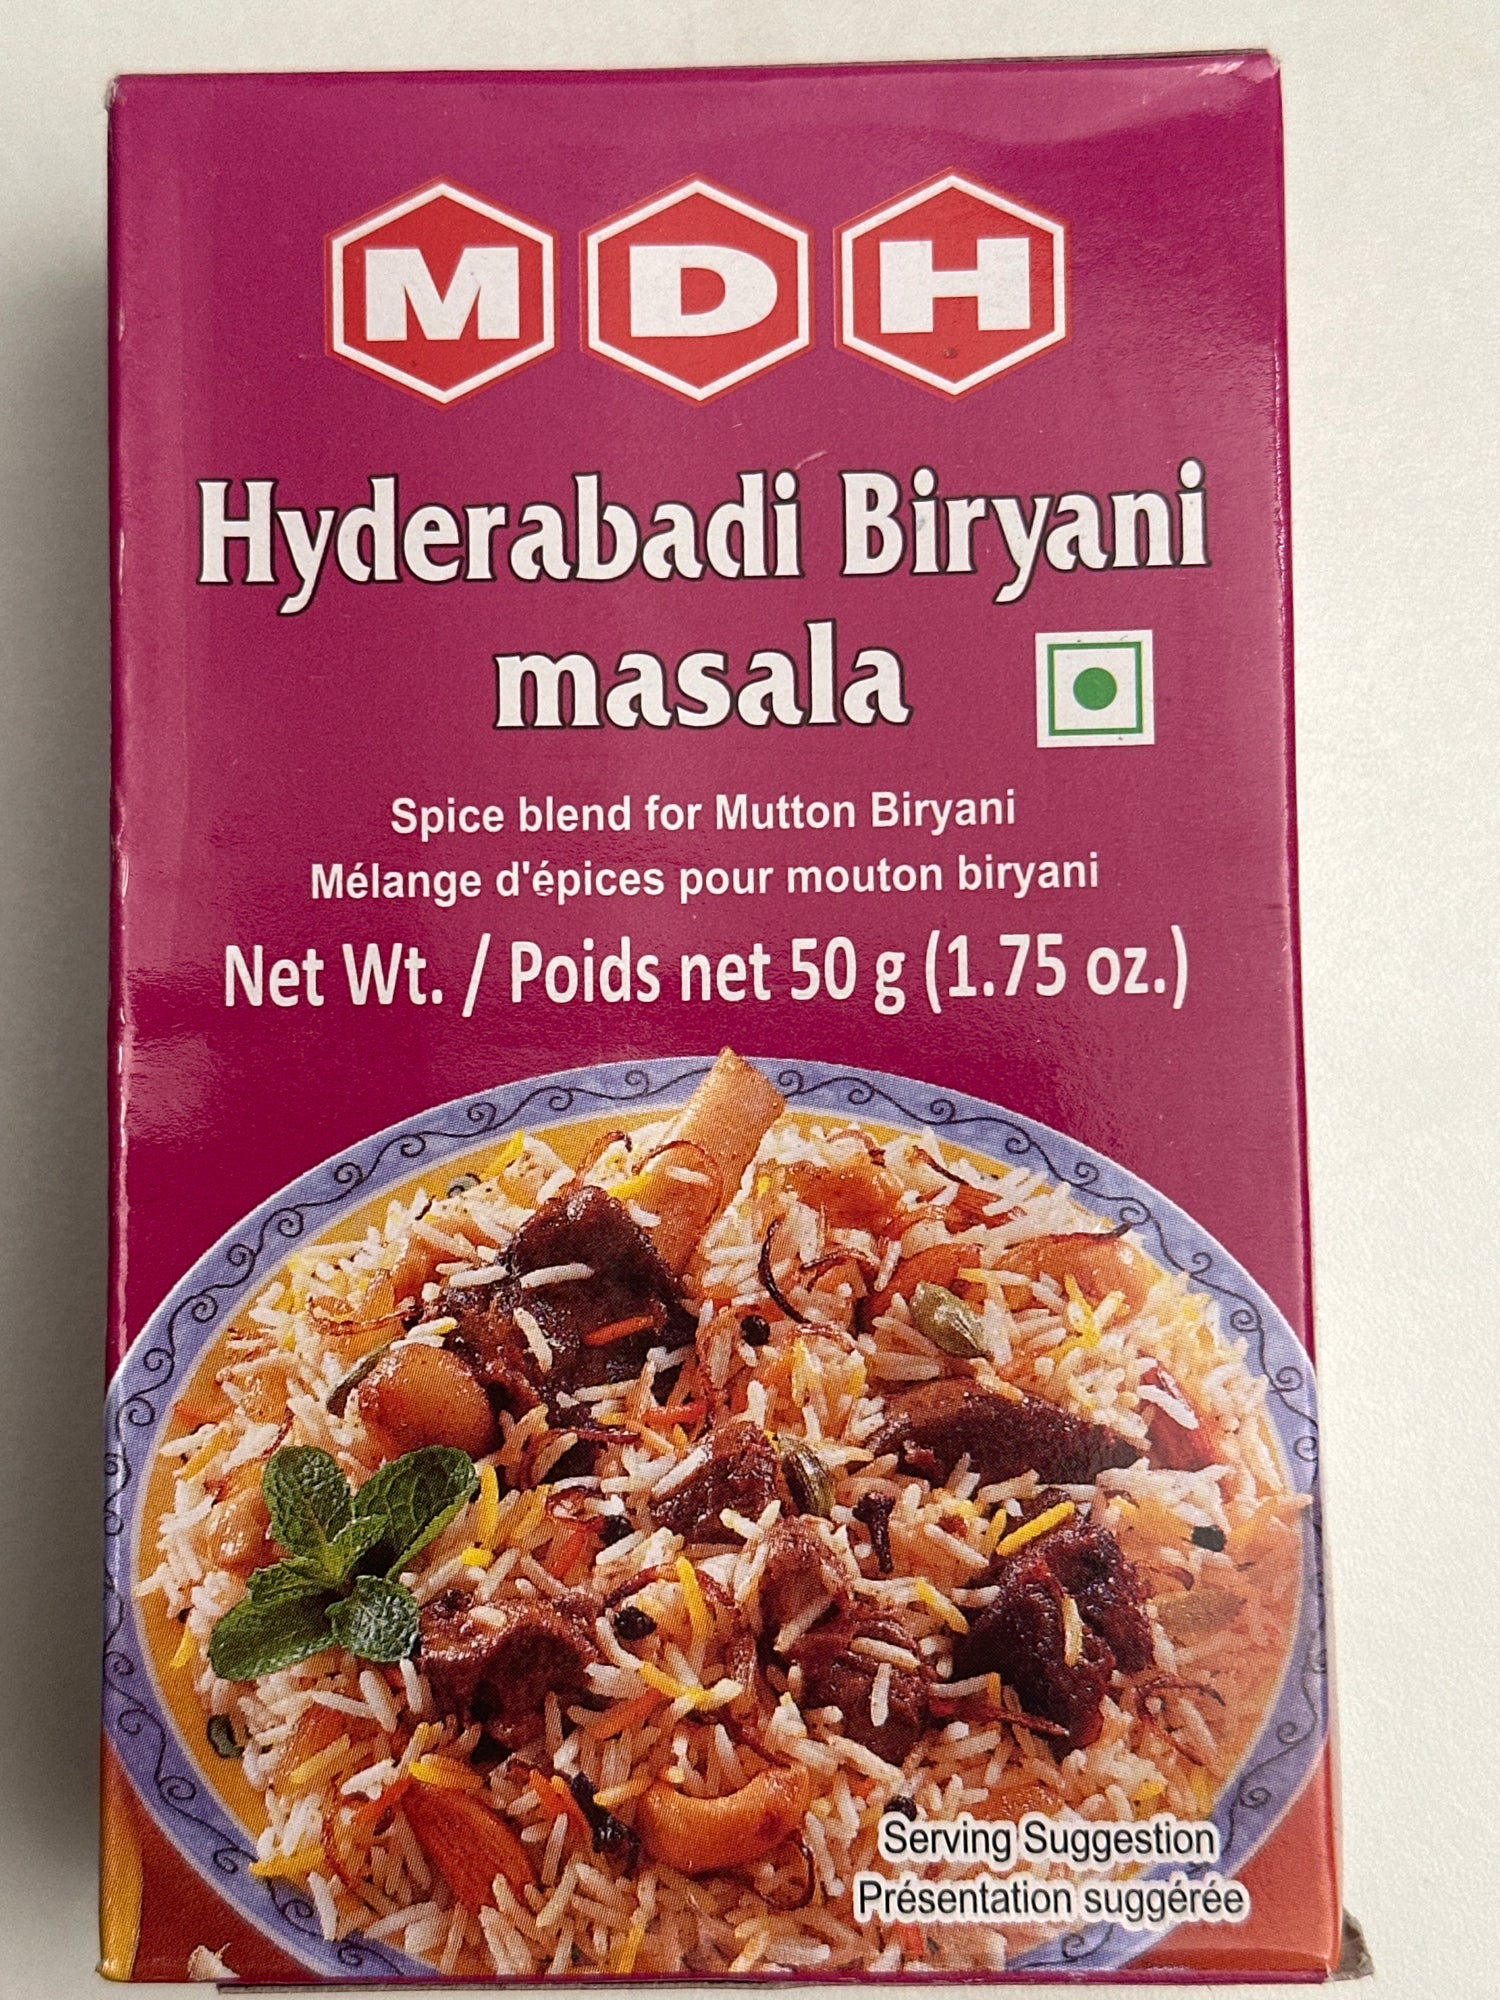 MDH
Hyderabadi Biryani
masala
Spice blend for Mutton Biryani
Mélange d'épices pour mouton biryani
Net Wt. / Poids net 50 g (1.75 oz.)
Serving Suggestion
Présentation suggérée